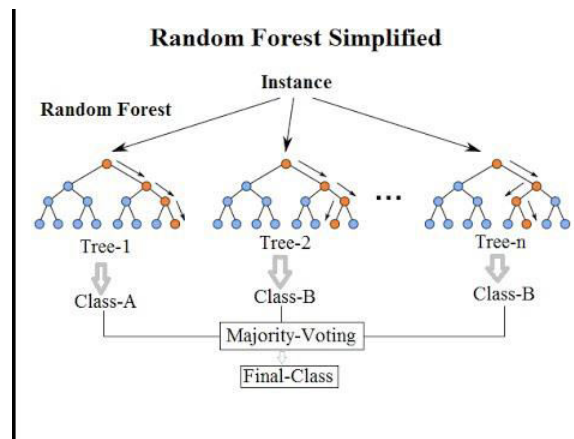 Random Forest Simplified
Instance
Random Forest
...
Tree-1
Tree-2
Tree-n
Class-A
Class-B
Class-B
Majority-Voting
Final-Class